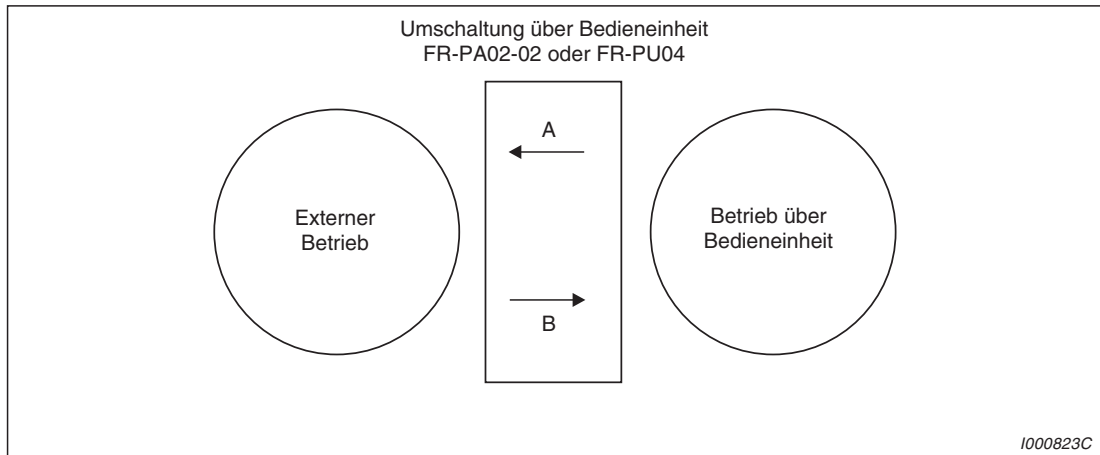 Umschaltung über Bedieneinheit
FR-PA02-02 oder FR-PU04
A
Externer
Betrieb
Betrieb über
Bedieneinheit
B
I000823C